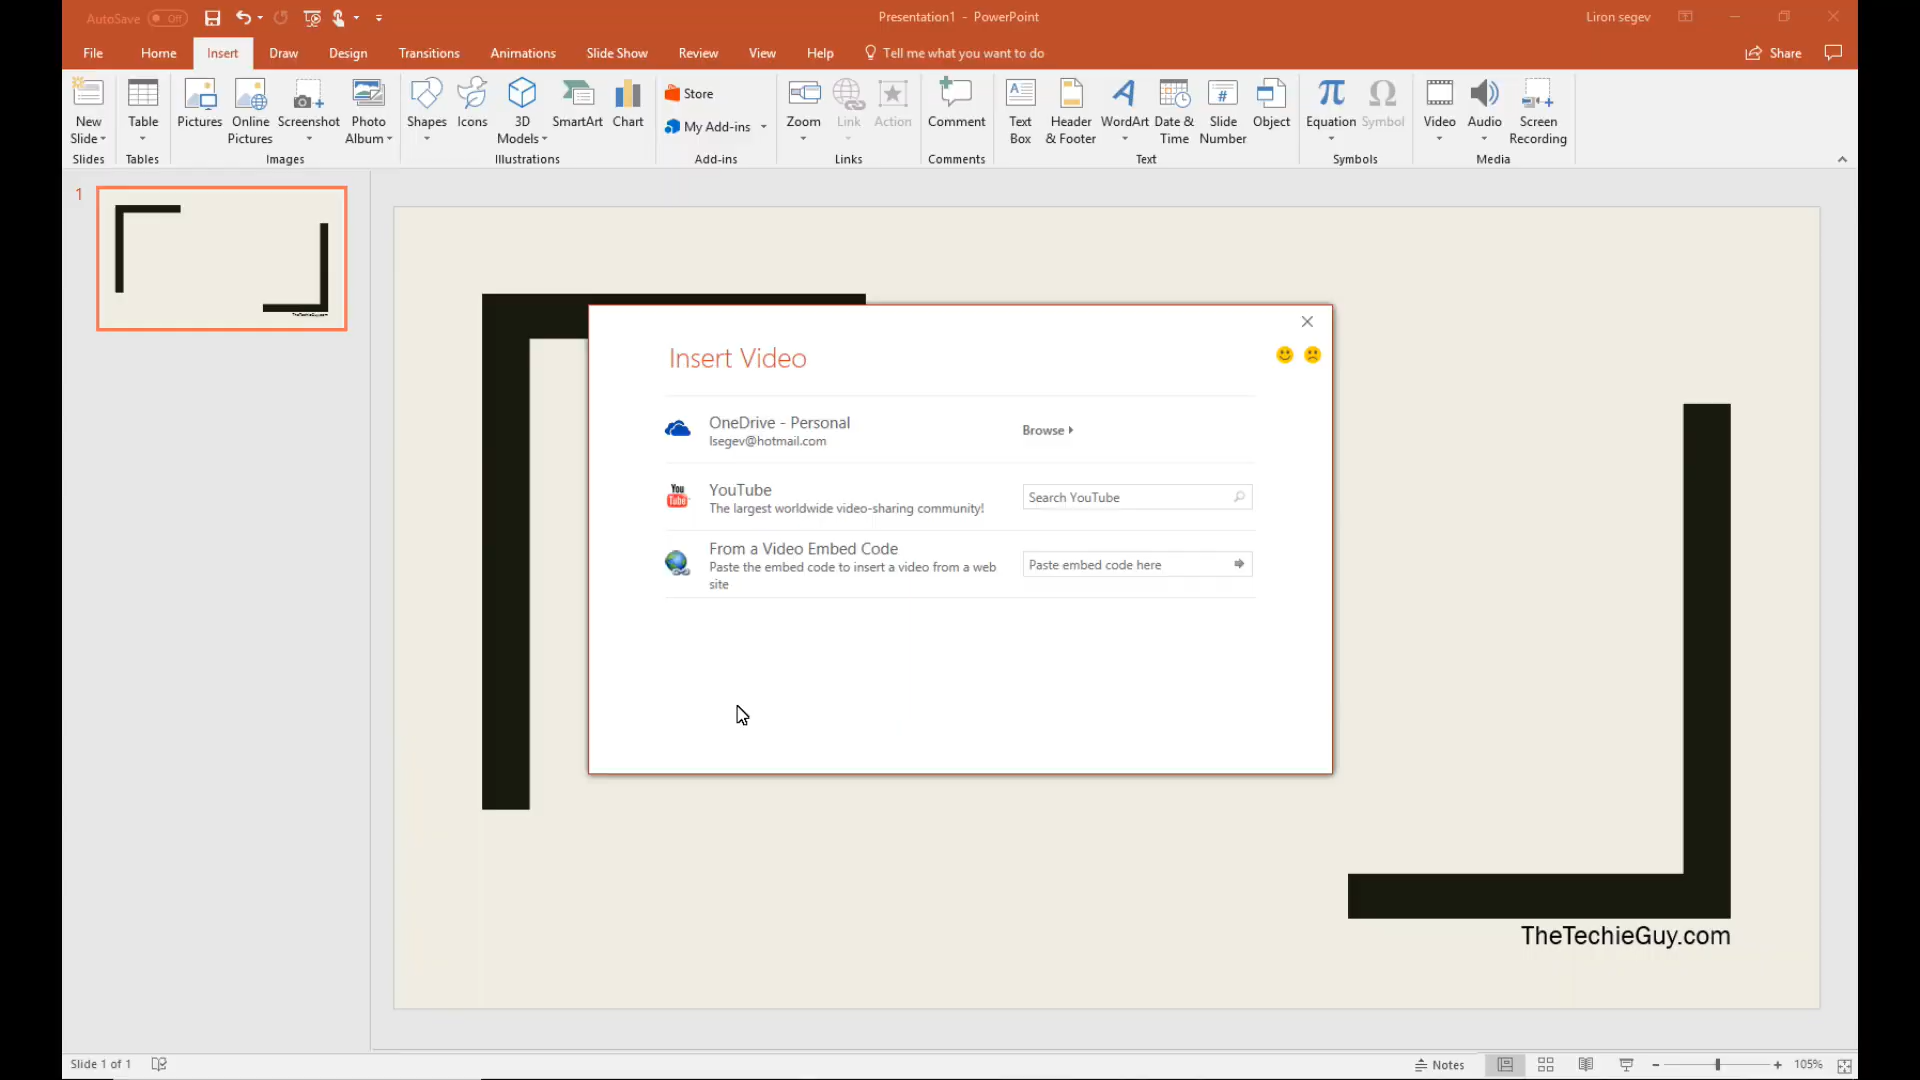 AutoSave Off
Presentation1 - PowerPoint
Liron segev
File Home Insert Draw Design Transitions Animations Slide Show Review View Help Tell me what you want to do Share
New Slide
Table
Pictures
Online Pictures
Screenshot
Photo Album
Shapes
Icons
3D Models
SmartArt
Chart
Store
My Add-ins
Zoom
Link
Action
Comment
Text Box
Header & Footer
WordArt
Date & Time
Slide Number
Object
Equation
Symbol
Video
Audio
Screen Recording
Slides Tables Images Illustrations Add-ins Links Comments Text Symbols Media
1
Insert Video
OneDrive - Personal
lsegev@hotmail.com
Browse
You Tube
YouTube
The largest worldwide video-sharing community!
Search YouTube
From a Video Embed Code
Paste the embed code to insert a video from a web
site
Paste embed code here
TheTechieGuy.com
Slide 1 of 1
Notes
105%